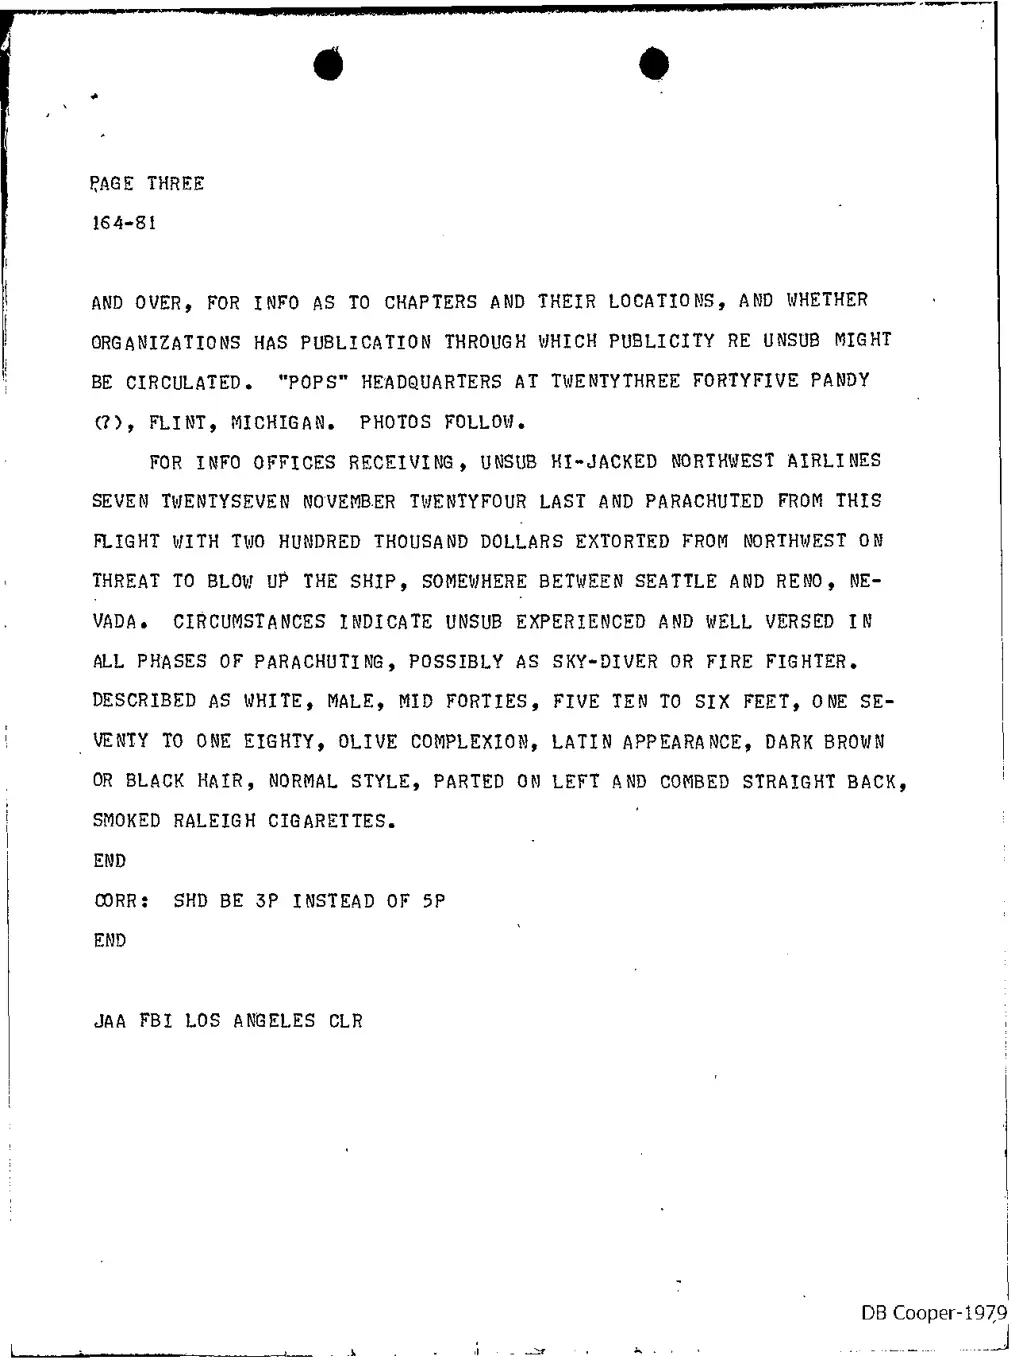 PAGE THREE
164-81
AND OVER, FOR INFO AS TO CHAPTERS AND THEIR LOCATIONS, AND WHETHER
ORGANIZATIONS HAS PUBLICATION THROUGH WHICH PUBLICITY RE UNSUB MIGHT
BE CIRCULATED. "POPS" HEADQUARTERS AT TWENTYTHREE FORTYFIVE PANDY
(?), FLINT, MICHIGAN. PHOTOS FOLLOW.
FOR INFO OFFICES RECEIVING, UNSUB HI-JACKED NORTHWEST AIRLINES
SEVEN TWENTYSEVEN NOVEMBER TWENTYFOUR LAST AND PARACHUTED FROM THIS
FLIGHT WITH TWO HUNDRED THOUSAND DOLLARS EXTORTED FROM NORTHWEST ON
THREAT TO BLOW UP THE SHIP, SOMEWHERE BETWEEN SEATTLE AND RENO, NE-
VADA. CIRCUMSTANCES INDICATE UNSUB EXPERIENCED AND WELL VERSED IN
ALL PHASES OF PARACHUTING, POSSIBLY AS SKY-DIVER OR FIRE FIGHTER.
DESCRIBED AS WHITE, MALE, MID FORTIES, FIVE TEN TO SIX FEET, ONE SE-
VENTY TO ONE EIGHTY, OLIVE COMPLEXION, LATIN APPEARANCE, DARK BROWN
OR BLACK HAIR, NORMAL STYLE, PARTED ON LEFT AND COMBED STRAIGHT BACK,
SMOKED RALEIGH CIGARETTES.
END
CORR: SHD BE 3P INSTEAD OF 5P
END
JAA FBI LOS ANGELES CLR
DB Cooper-1979